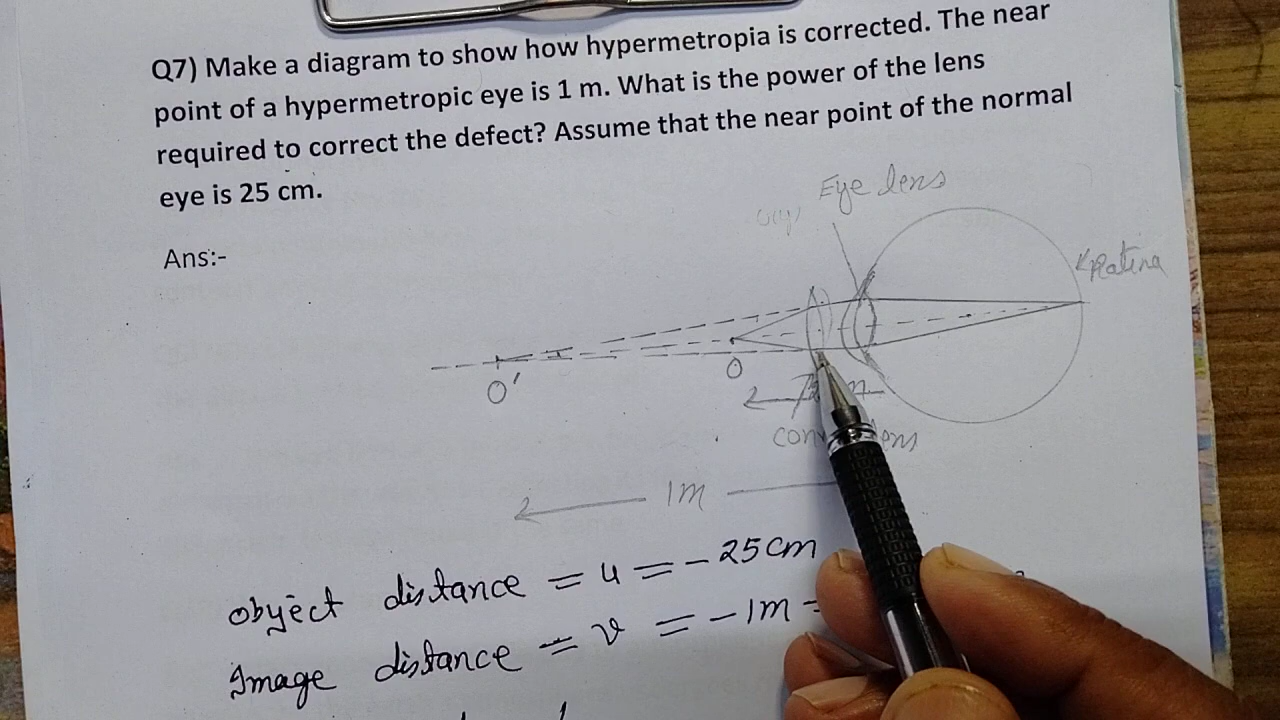 Q7) Make a diagram to show how hypermetropia is corrected. The near
point of a hypermetropic eye is 1 m. What is the power of the lens
required to correct the defect? Assume that the near point of the normal
eye is 25 cm.
Eye lens
Ans:-
Ratina
O'
O
1m
object distance = u = - 25cm
Image distance = v = - 1m =